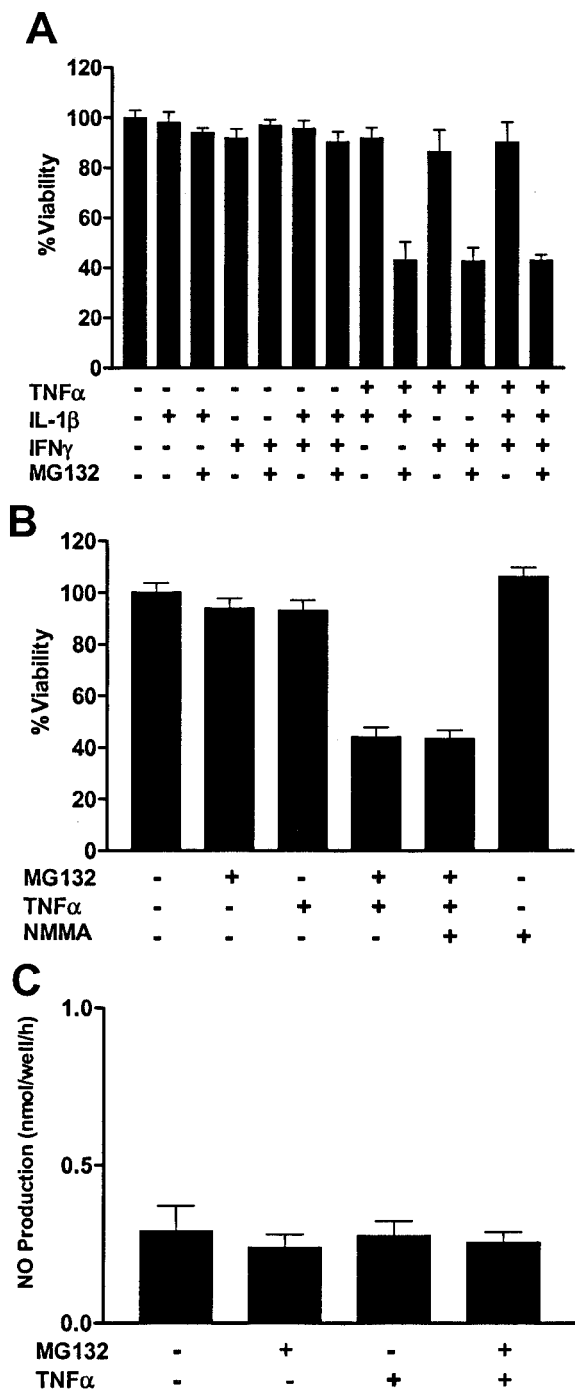 A
120
100
80
60
40
20
0
% Viability
TNFα - - - - - - - + + + + + +
IL-1β - + + - - + + + + - - + +
IFNγ - - - + + + + - - + + + +
MG132 - - + - + - + - + - + - +
B
120
100
80
60
40
20
0
% Viability
MG132 - + - + + -
TNFα - - + + + -
NMMA - - - - + +
C
1.0
0.5
0.0
NO Production (nmol/well/h)
MG132 - + - +
TNFα - - + +